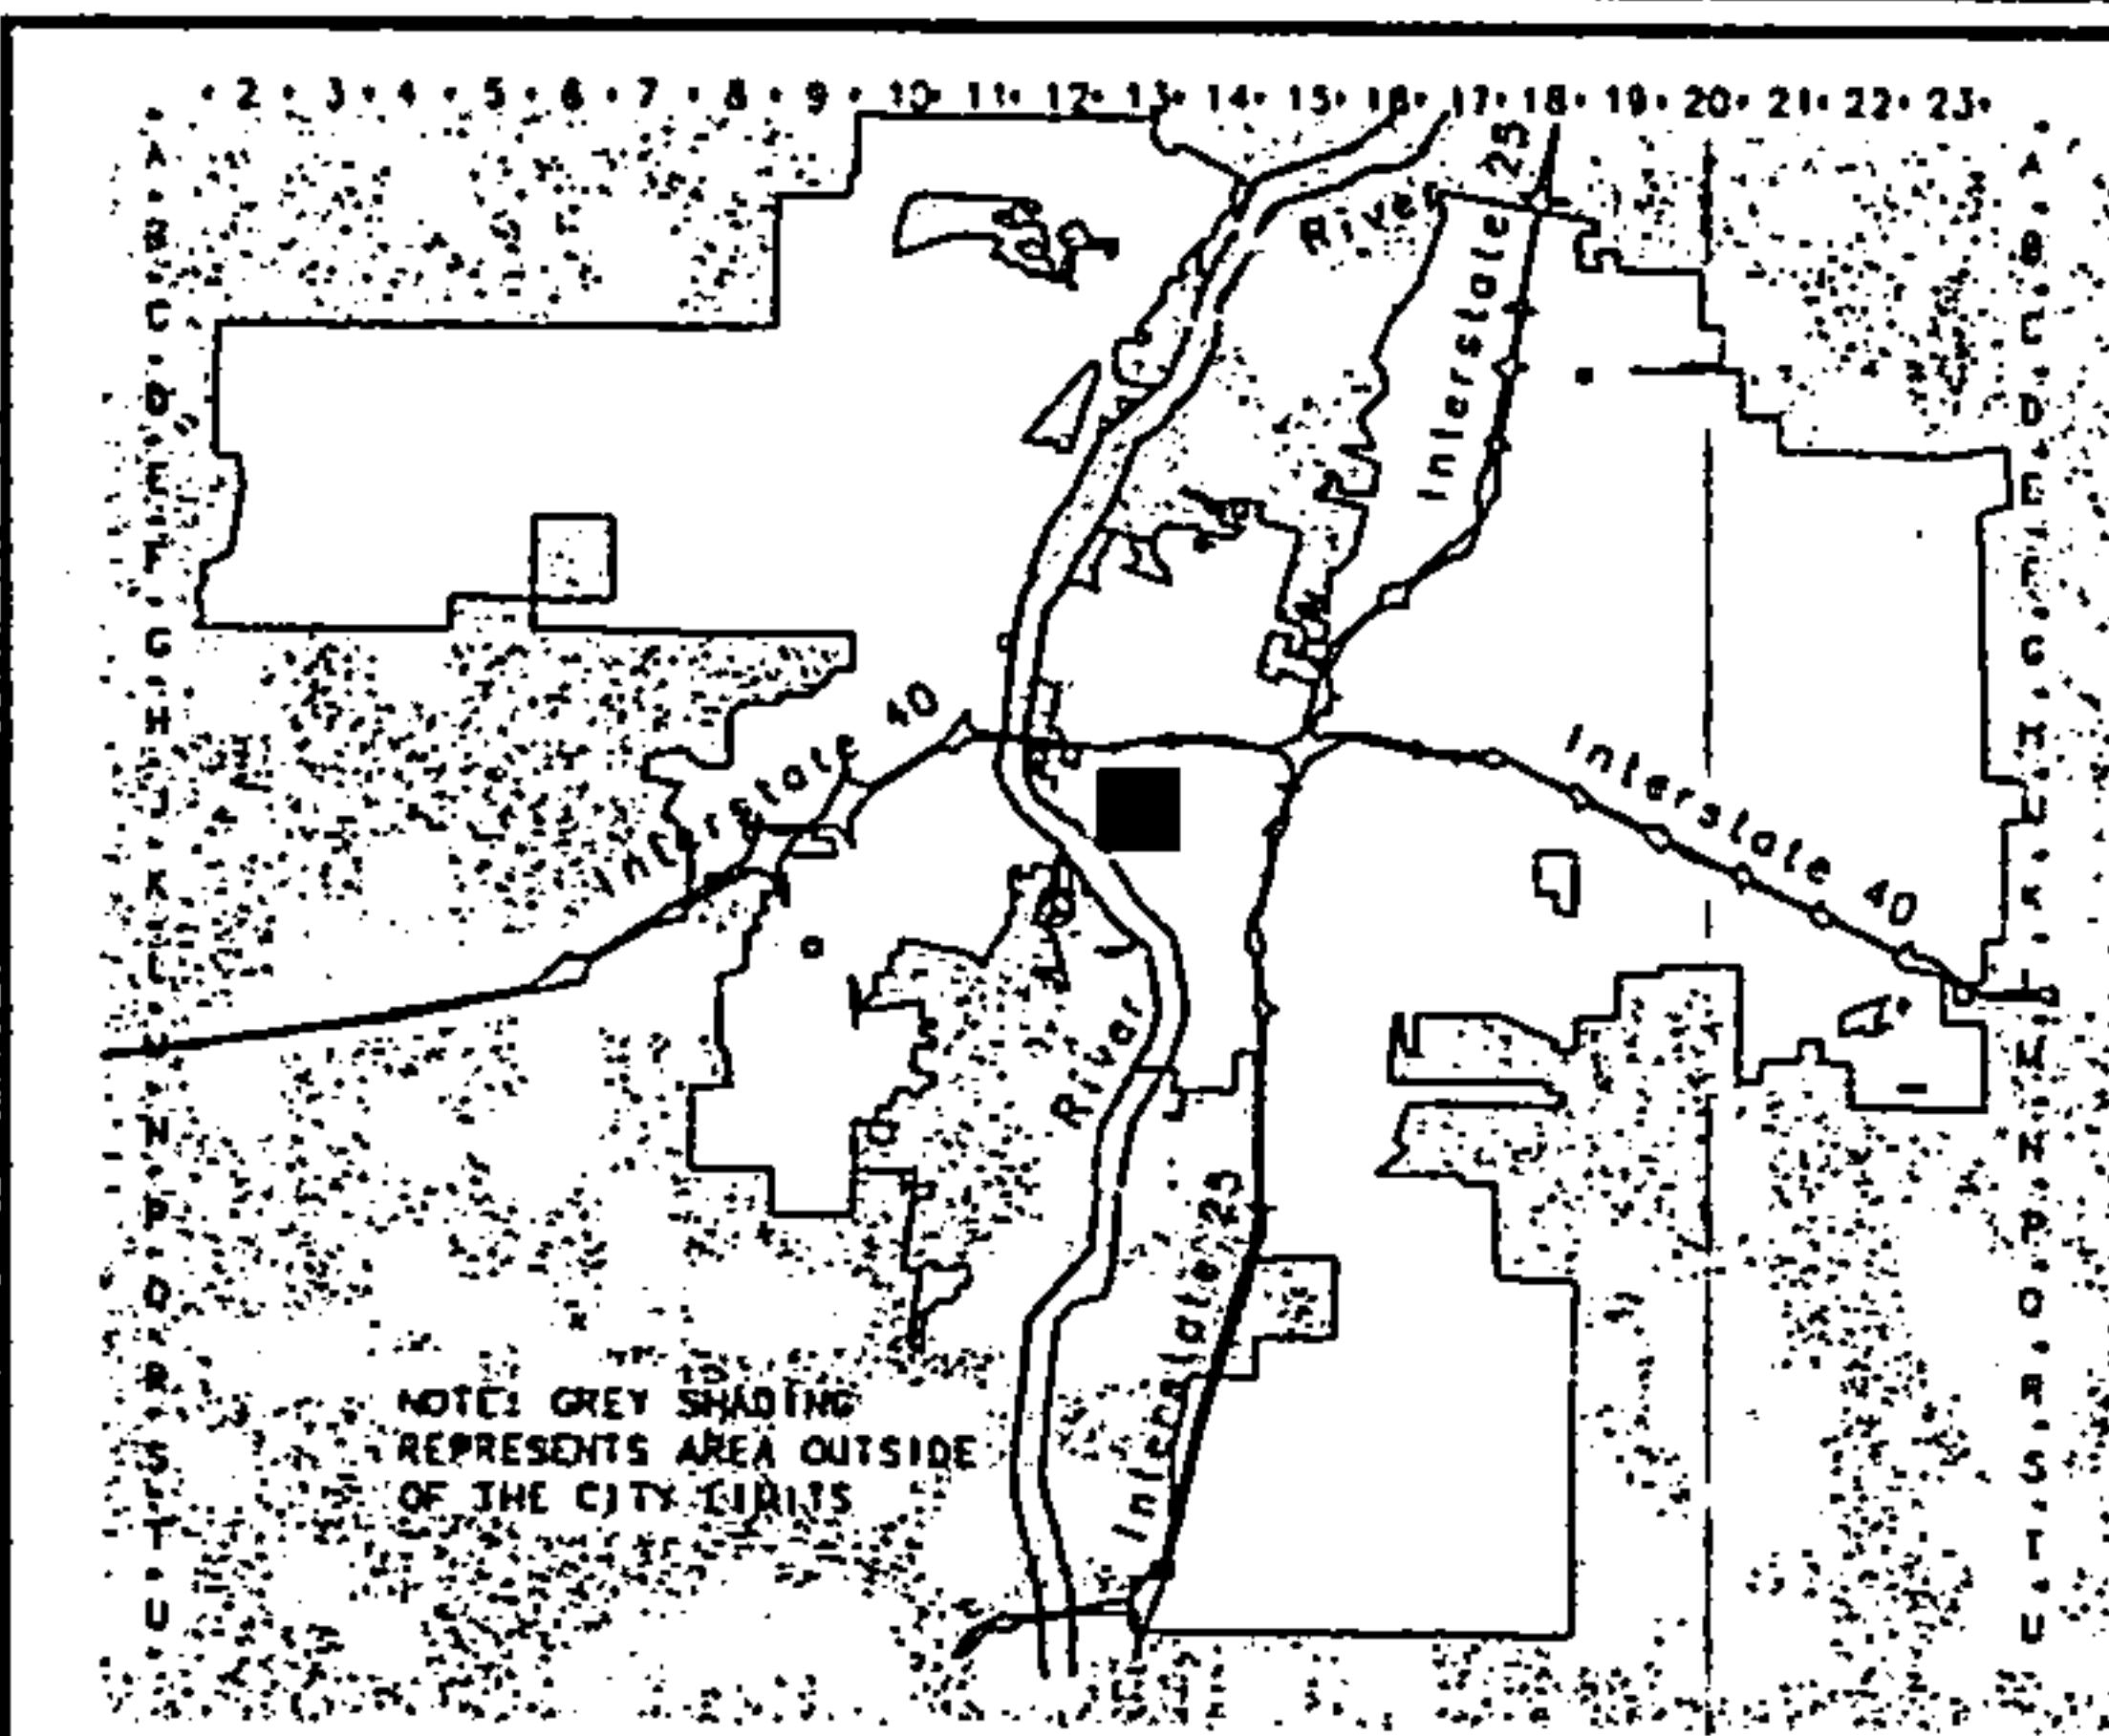 2 3 4 5 6 7 8 9 10 11 12 13 14 15 16 17 18 19 20 21 22 23
A A
B B
C C
D D
E E
F F
G G
H H
J J
K K
L L
M M
N N
P P
Q Q
R R
S S
T T
U U
River
Interstate 25
Interstate 40
Interstate 40
River
Interstate 25
NOTE: GREY SHADING
REPRESENTS AREA OUTSIDE
OF THE CITY LIMITS